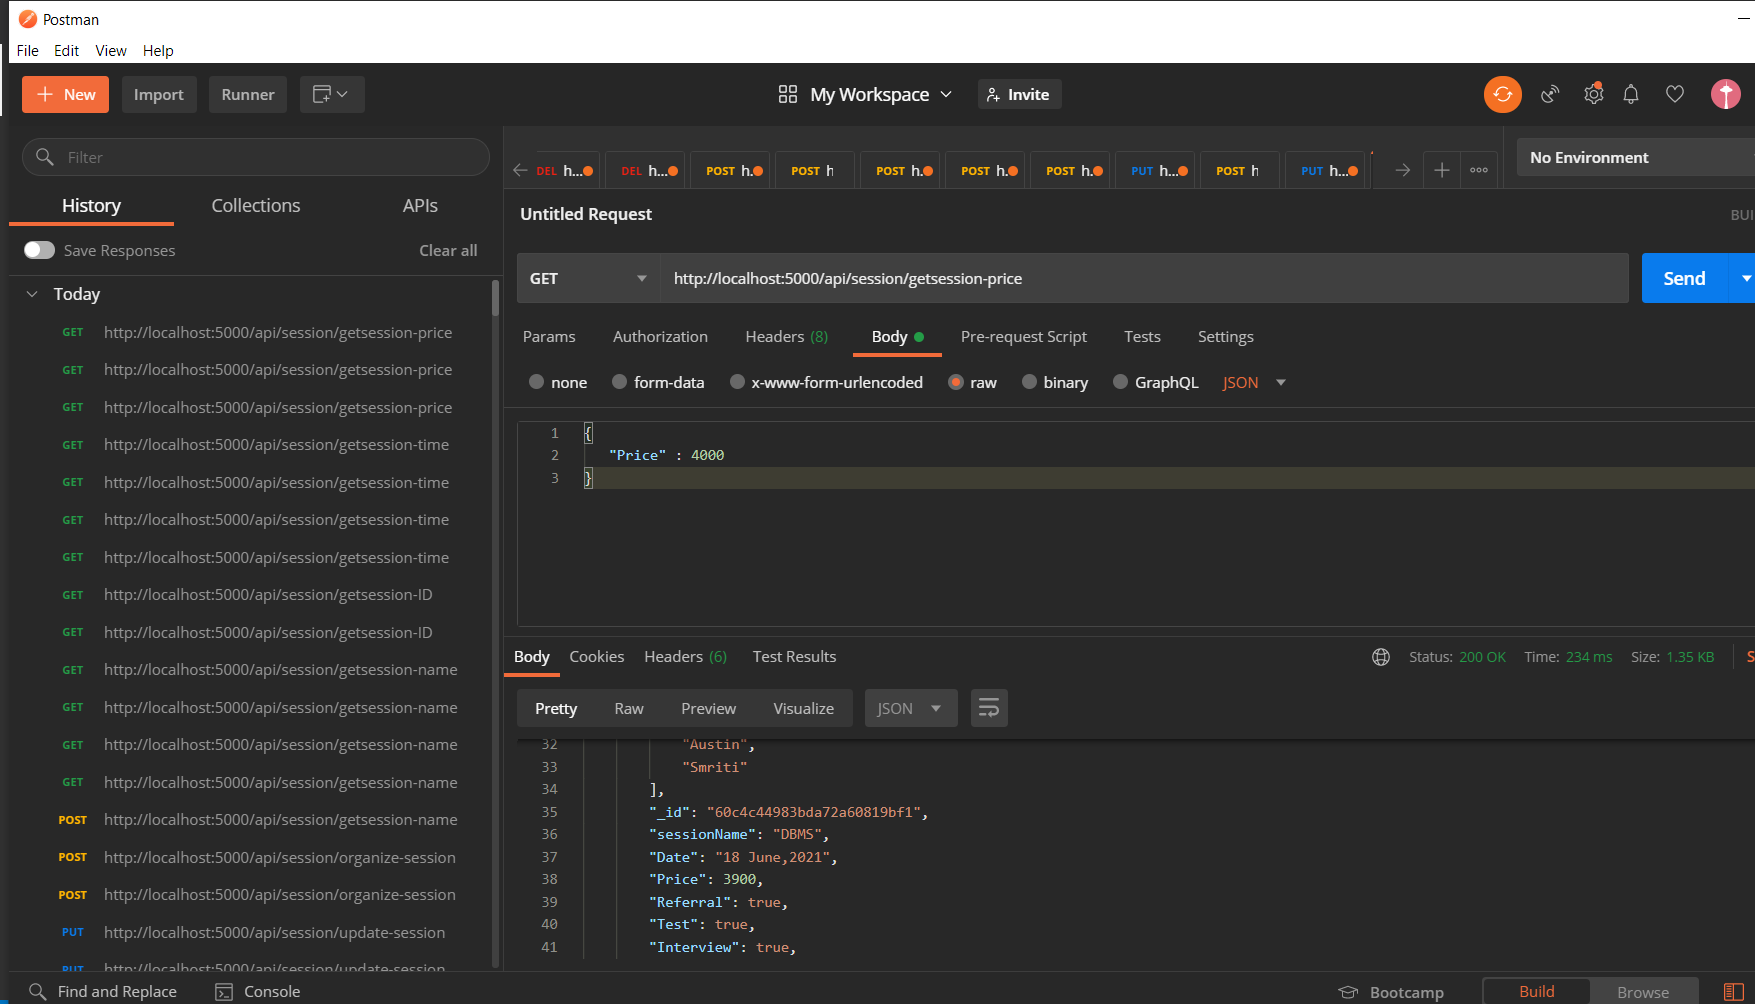 Postman
File Edit View Help
New Import Runner My Workspace Invite
Filter
History Collections APIs
Save Responses Clear all
Today
GET http://localhost:5000/api/session/getsession-price
GET http://localhost:5000/api/session/getsession-price
GET http://localhost:5000/api/session/getsession-price
GET http://localhost:5000/api/session/getsession-time
GET http://localhost:5000/api/session/getsession-time
GET http://localhost:5000/api/session/getsession-time
GET http://localhost:5000/api/session/getsession-time
GET http://localhost:5000/api/session/getsession-ID
GET http://localhost:5000/api/session/getsession-ID
GET http://localhost:5000/api/session/getsession-name
GET http://localhost:5000/api/session/getsession-name
GET http://localhost:5000/api/session/getsession-name
GET http://localhost:5000/api/session/getsession-name
POST http://localhost:5000/api/session/getsession-name
POST http://localhost:5000/api/session/organize-session
POST http://localhost:5000/api/session/organize-session
PUT http://localhost:5000/api/session/update-session
PUT http://localhost:5000/api/session/update-session
DEL h... DEL h... POST h. POST h POST h. POST h. POST h. PUT h... POST h PUT h...
No Environment
Untitled Request BUI
GET http://localhost:5000/api/session/getsession-price Send
Params Authorization Headers (8) Body Pre-request Script Tests Settings
none form-data x-www-form-urlencoded raw binary GraphQL JSON
1 {
2 "Price" : 4000
3 }
Body Cookies Headers (6) Test Results Status: 200 OK Time: 234 ms Size: 1.35 KB S
Pretty Raw Preview Visualize JSON
32 "Austin",
33 "Smriti"
34 ],
35 "_id": "60c4c44983bda72a60819bf1",
36 "sessionName": "DBMS",
37 "Date": "18 June,2021",
38 "Price": 3900,
39 "Referral": true,
40 "Test": true,
41 "Interview": true,
Find and Replace Console Bootcamp Build Browse